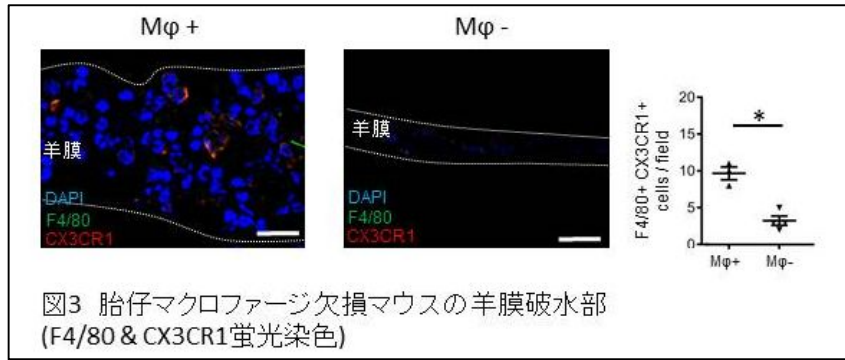 Mφ +
Mφ -
羊膜
DAPI
F4/80
CX3CR1
羊膜
DAPI
F4/80
CX3CR1
F4/80+ CX3CR1+
cells / field
20
15
10
5
0
*
Mφ+
Mφ-
図3 胎仔マクロファージ欠損マウスの羊膜破水部
(F4/80 & CX3CR1蛍光染色)